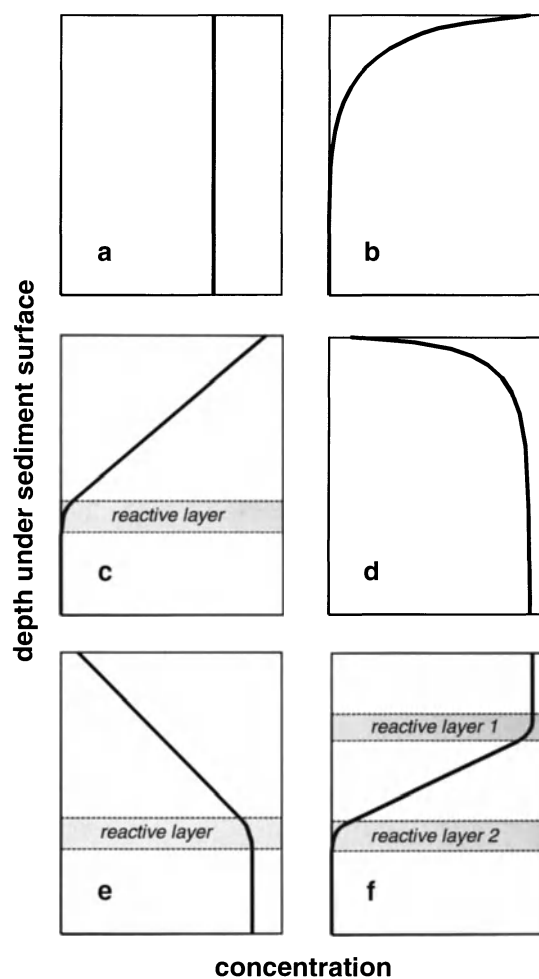 a
b
depth under sediment surface
reactive layer
c
d
reactive layer
e
reactive layer 1
reactive layer 2
f
concentration